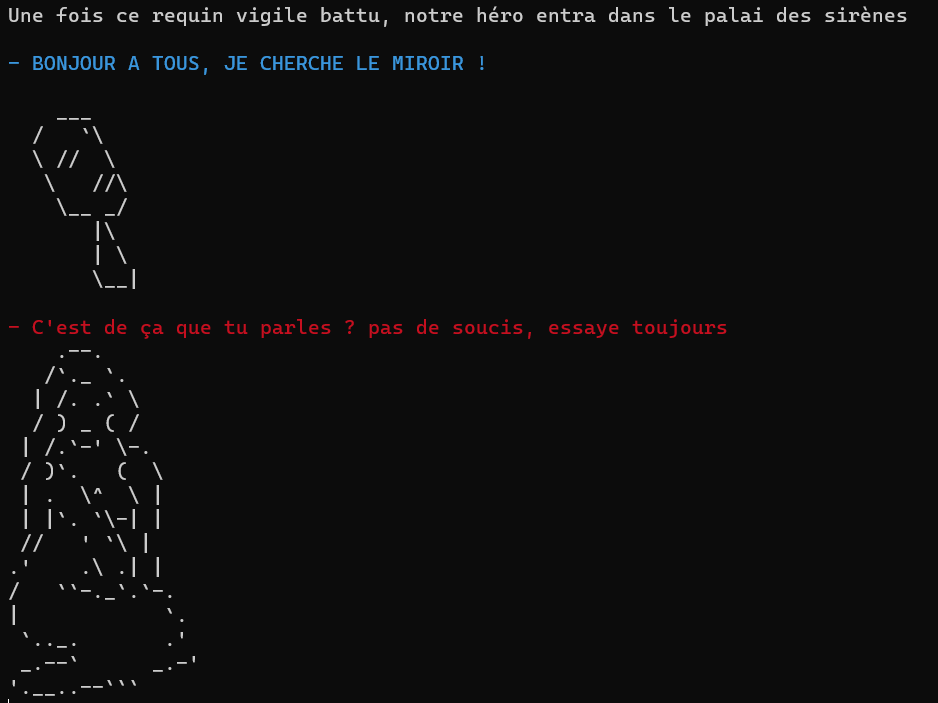 Une fois ce requin vigile battu, notre héro entra dans le palai des sirènes
- BONJOUR A TOUS, JE CHERCHE LE MIROIR !
- C'est de ça que tu parles ? pas de soucis, essaye toujours